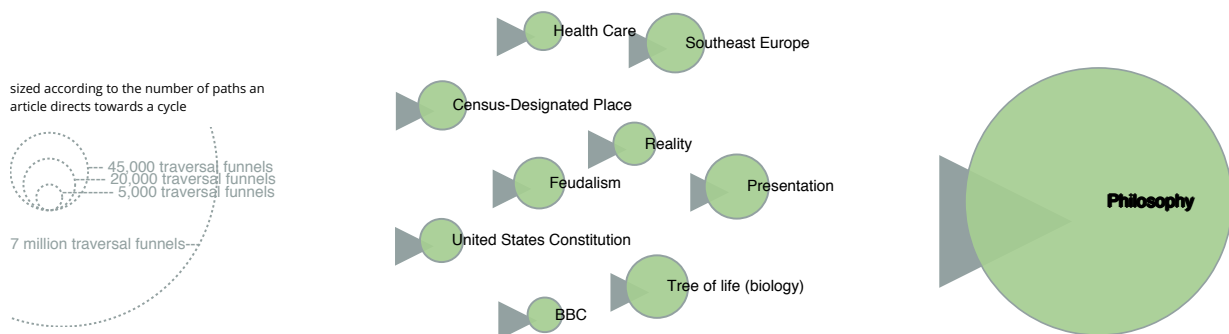 sized according to the number of paths an
article directs towards a cycle
45,000 traversal funnels
20,000 traversal funnels
5,000 traversal funnels
7 million traversal funnels
Health Care
Southeast Europe
Census-Designated Place
Reality
Feudalism
Presentation
United States Constitution
Tree of life (biology)
BBC
Philosophy